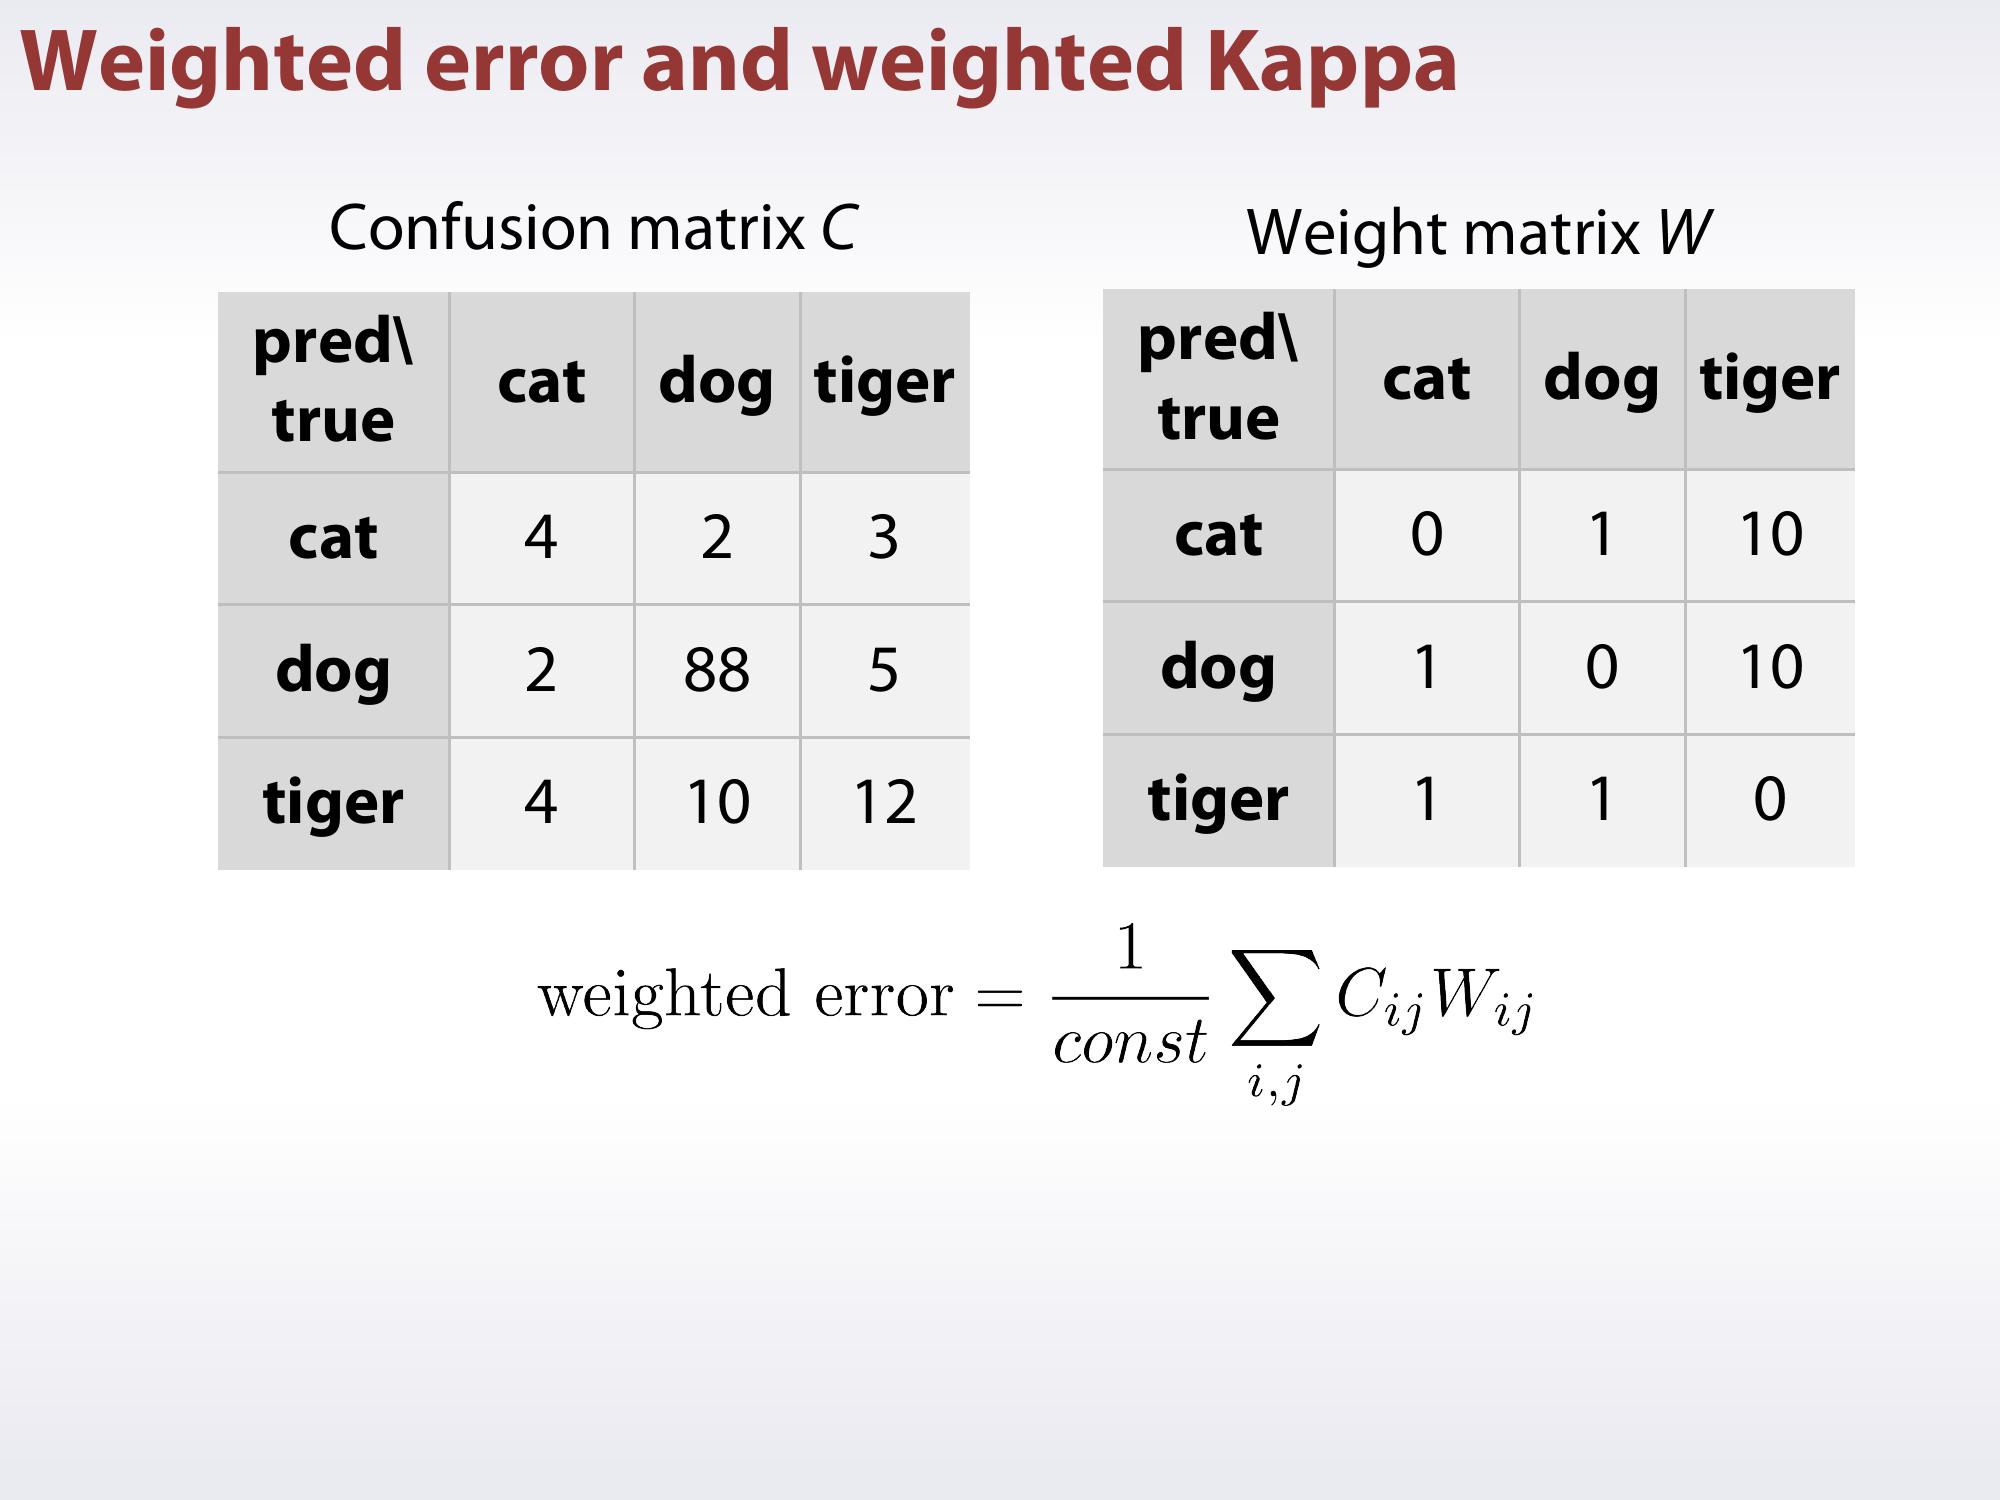 Weighted error and weighted Kappa
Confusion matrix C
pred\
true
cat dog tiger
cat 4 2 3
dog 2 88 5
tiger 4 10 12
Weight matrix W
pred\
true
cat dog tiger
cat 0 1 10
dog 1 0 10
tiger 1 1 0
weighted error = \frac{1}{const} \sum_{i,j} C_{ij} W_{ij}